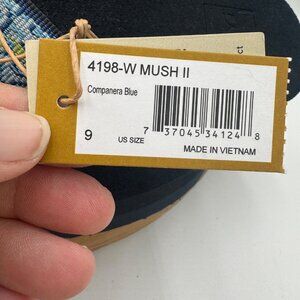 4198-W MUSH II
Companera Blue
9
US SIZE
7 37045 34124 8
MADE IN VIETNAM